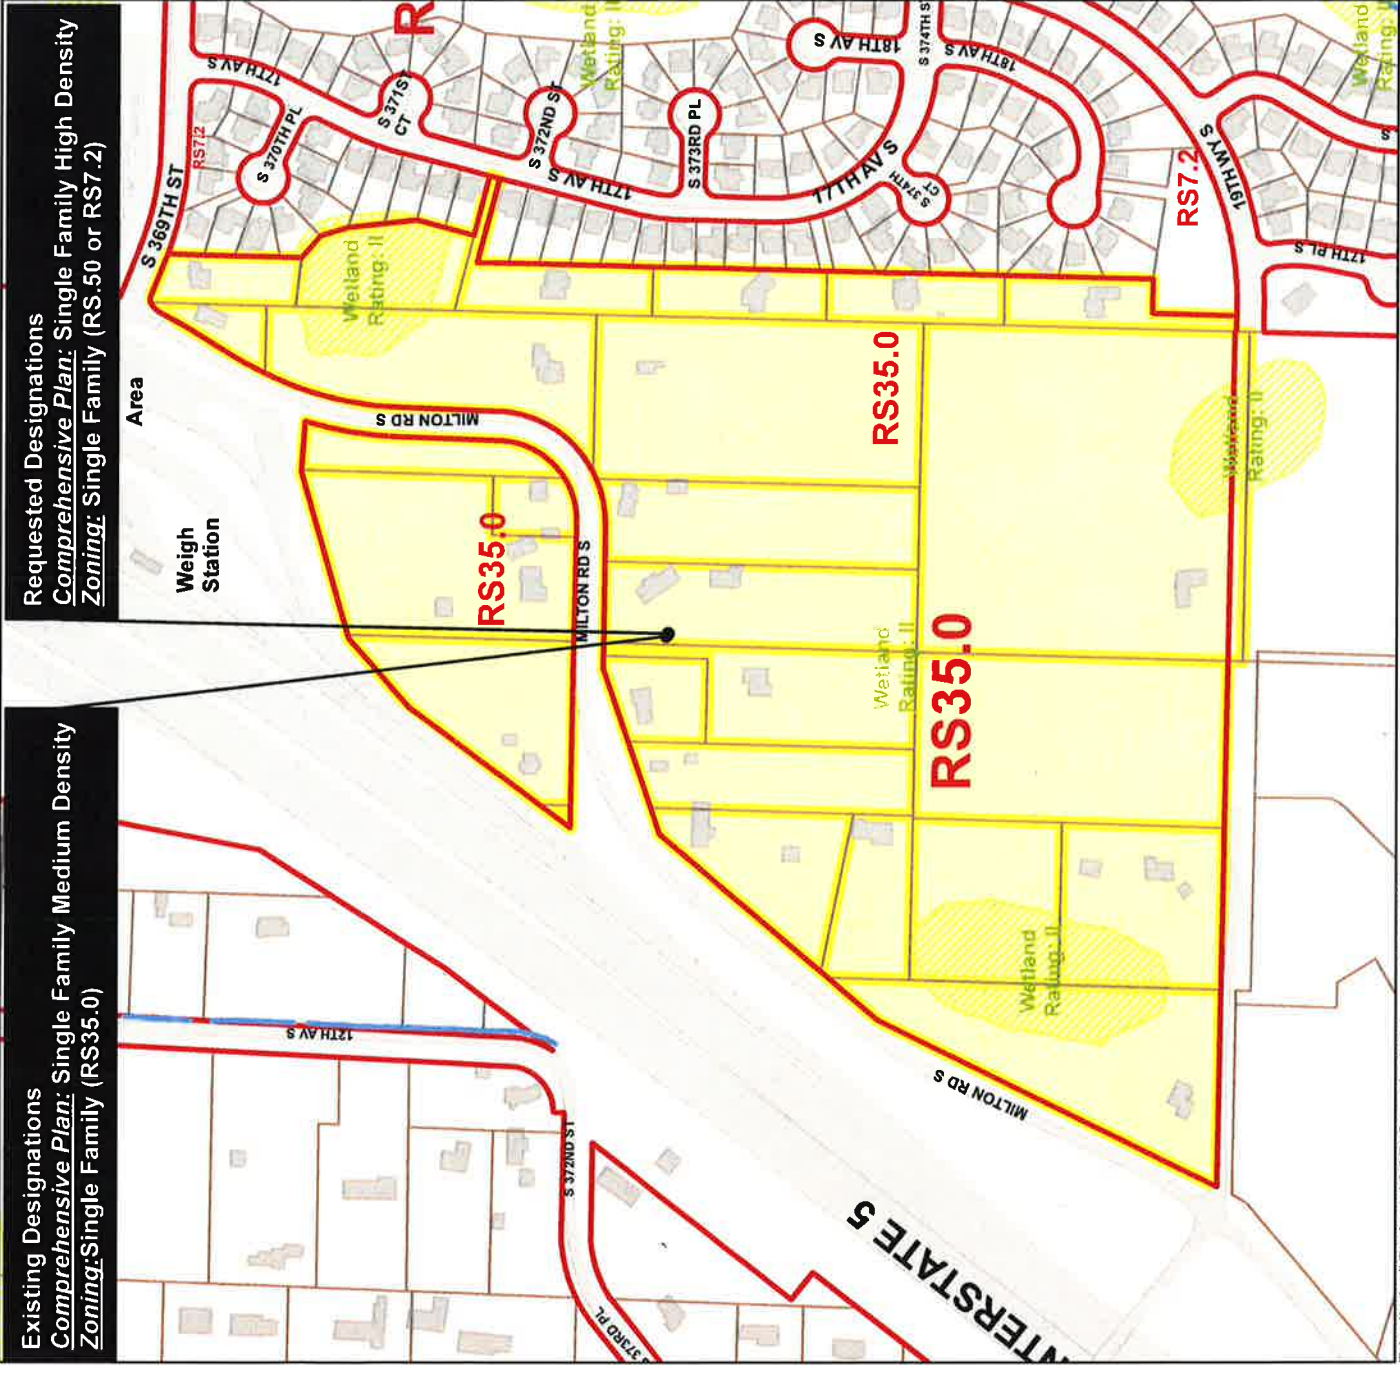 Existing Designations
Comprehensive Plan: Single Family Medium Density
Zoning:Single Family (RS35.0)
Requested Designations
Comprehensive Plan: Single Family High Density
Zoning: Single Family (RS.50 or RS7.2)
Weigh
Station
Area
S 369TH ST
RS7.2
17TH AV S
S 370TH PL
S 371ST
CT
R
S 372ND ST
17TH AV S
S 373RD PL
17TH AV S
S 374TH
CT
18TH AV S
S 374TH S
18TH AV S
RS7.2
19TH WY S
17TH PL S
S
Wetland
Rating: II
Wetland
Rating: II
Wetland
Rating: II
MILTON RD S
RS35.0
MILTON RD S
RS35.0
Wetland
Rating: II
RS35.0
Wetland
Rating: II
Wetland
Rating: II
MILTON RD S
12TH AV S
S 372ND ST
373RD PL
NTERSTATE 5